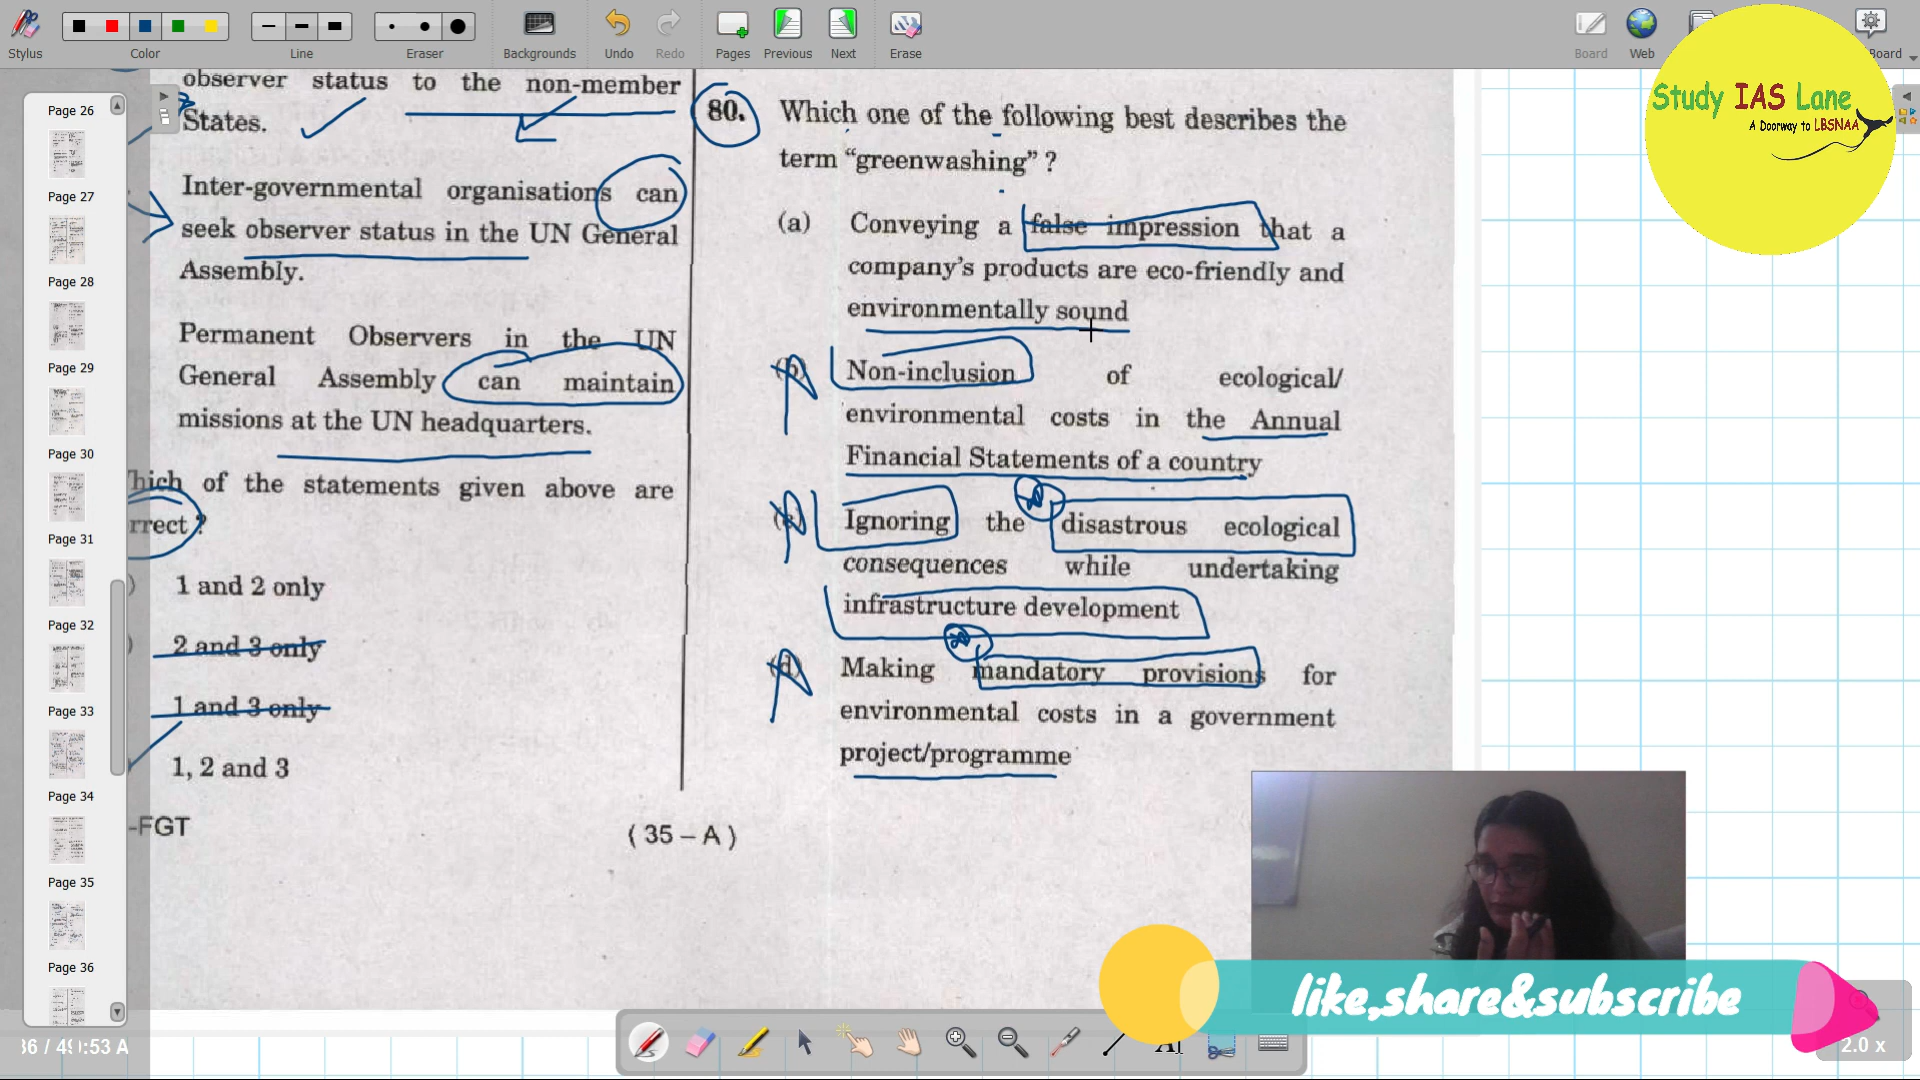 Stylus
Color
Line
Eraser
Backgrounds
Undo
Redo
Pages
Previous
Next
Erase
Board
Web
Board
Study IAS Lane
A Doorway to LBSNAA
Page 26
Page 27
Page 28
Page 29
Page 30
Page 31
Page 32
Page 33
Page 34
Page 35
Page 36
observer status to the non-member
States.
Inter-governmental organisations can
seek observer status in the UN General
Assembly.
Permanent Observers in the UN
General Assembly can maintain
missions at the UN headquarters.
hich of the statements given above are
rrect ?
) 1 and 2 only
) 2 and 3 only
1 and 3 only
1, 2 and 3
-FGT
( 35 – A )
80. Which one of the following best describes the
term “greenwashing” ?
(a) Conveying a false impression that a
company’s products are eco-friendly and
environmentally sound
(b) Non-inclusion of ecological/
environmental costs in the Annual
Financial Statements of a country
(c) Ignoring the disastrous ecological
consequences while undertaking
infrastructure development
(d) Making mandatory provisions for
environmental costs in a government
project/programme
like,share&subscribe
2.0 x